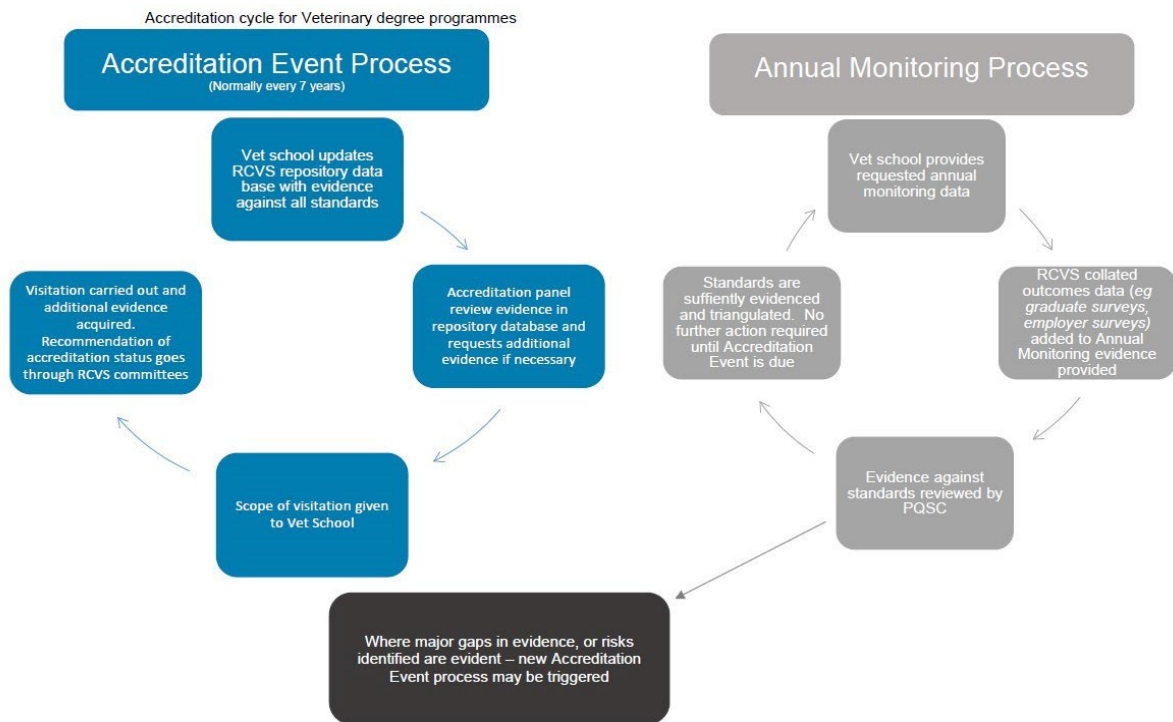 Accreditation cycle for Veterinary degree programmes
Accreditation Event Process
(Normally every 7 years)
Vet school updates
RCVS repository data
base with evidence
against all standards
Accreditation panel
review evidence in
repository database and
requests additional
evidence if necessary
Scope of visitation given
to Vet School
Visitation carried out and
additional evidence
acquired.
Recommendation of
accreditation status goes
through RCVS committees
Annual Monitoring Process
Vet school provides
requested annual
monitoring data
RCVS collated
outcomes data (eg
graduate surveys,
employer surveys)
added to Annual
Monitoring evidence
provided
Evidence against
standards reviewed by
PQSC
Standards are
suffiently evidenced
and triangulated.  No
further action required
until Accreditation
Event is due
Where major gaps in evidence, or risks
identified are evident – new Accreditation
Event process may be triggered